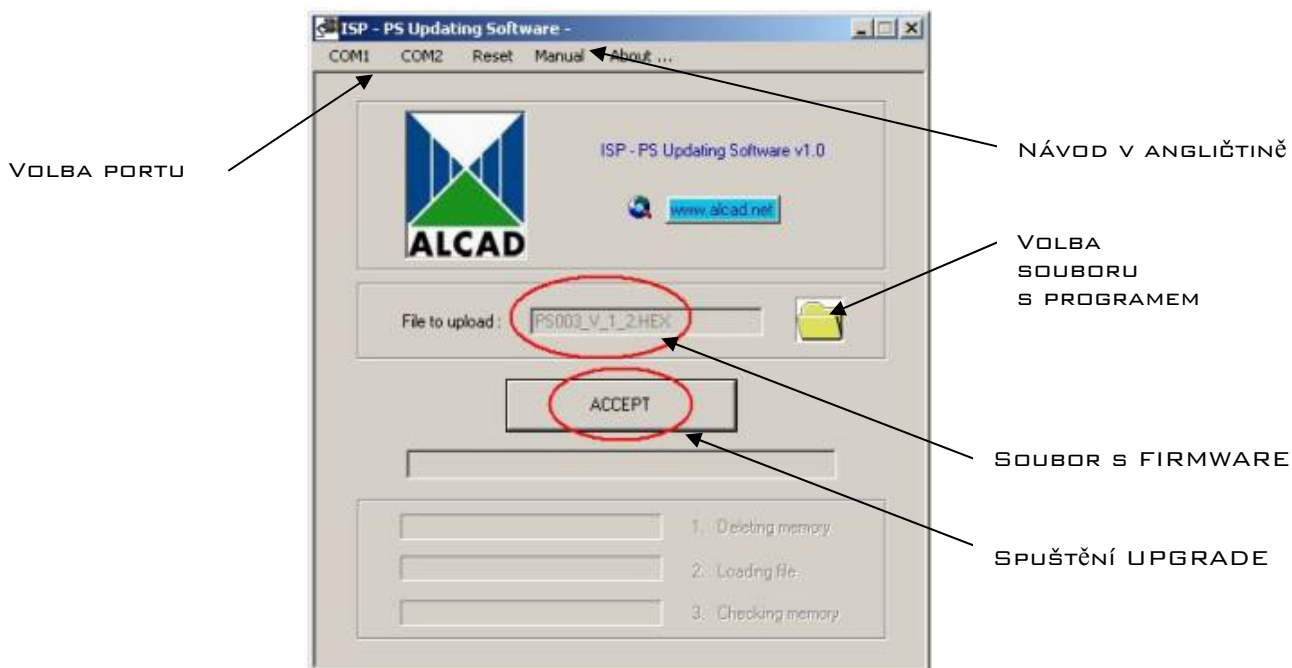 ISP - PS Updating Software -
COM1 COM2 Reset Manual About ...
VOLBA PORTU
ISP - PS Updating Software v1.0
NÁVOD V ANGLIČTINĚ
www.alcad.net
ALCAD
VOLBA
SOUBORU
S PROGRAMEM
File to upload : PS003_V_1_2.HEX
ACCEPT
SOUBOR S FIRMWARE
1. Deleting memory
SPUŠTĚNÍ UPGRADE
2. Loading file
3. Checking memory